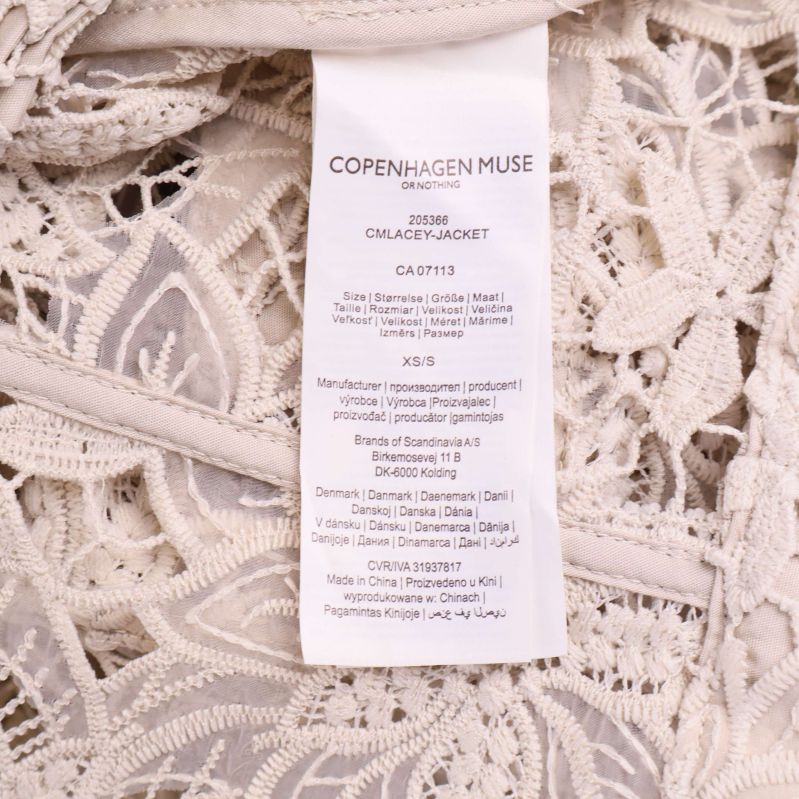 COPENHAGEN MUSE
OR NOTHING
205366
CMLACEY-JACKET
CA 07113
Size | Størrelse | Größe | Maat |
Taille | Rozmiar | Velikost | Veličina
Veľkosť | Velikost | Méret | Mărime |
Izmērs | Размер
XS/S
Manufacturer | производител | producent |
výrobce | Výrobca |Proizvajalec |
proizvođač | producător |gamintojas
Brands of Scandinavia A/S
Birkemosevej 11 B
DK-6000 Kolding
Denmark | Danmark | Daenemark | Danii |
Danskoj | Danska | Dánia |
V dánsku | Dánsku | Danemarca | Dānija |
Danijoje | Дания | Dinamarca | Дані |
CVR/IVA 31937817
Made in China | Proizvedeno u Kini |
wyprodukowane w: Chinach |
Pagamintas Kinijoje | صنع في الصين